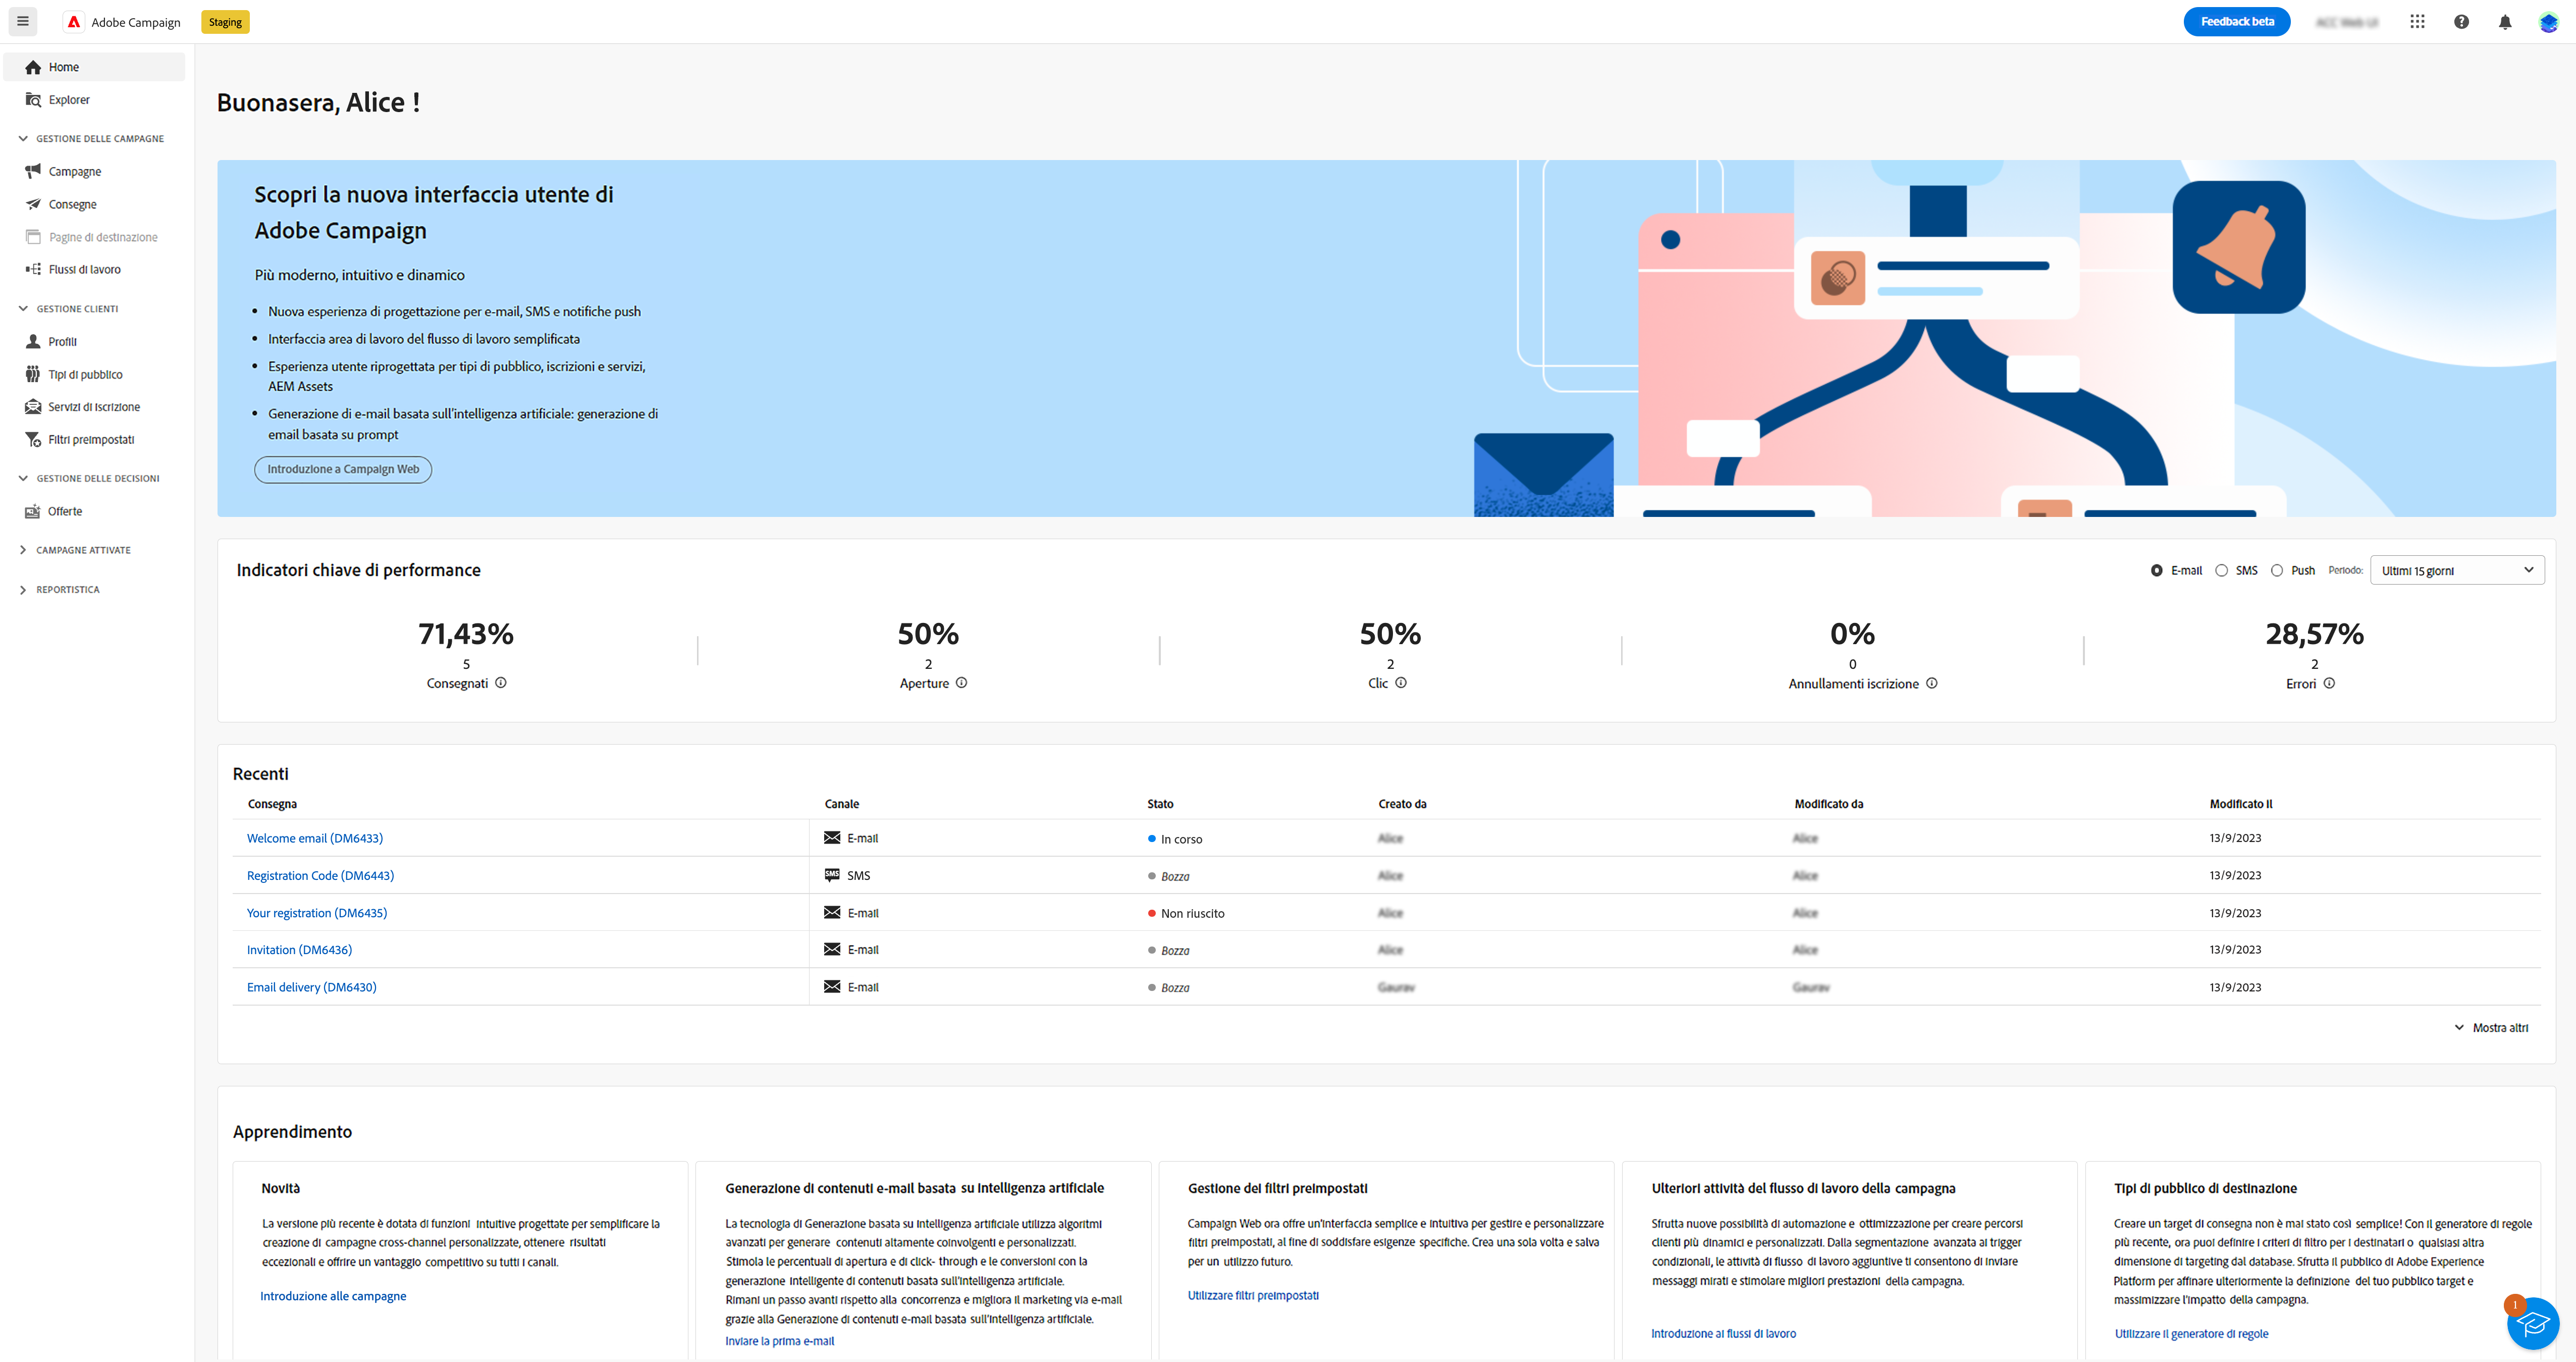 Adobe Campaign
Staging
Feedback beta
Home
Explorer
GESTIONE DELLE CAMPAGNE
Campagne
Consegne
Pagine di destinazione
Flussi di lavoro
GESTIONE CLIENTI
Profili
Tipi di pubblico
Servizi di iscrizione
Filtri preimpostati
GESTIONE DELLE DECISIONI
Offerte
CAMPAGNE ATTIVATE
REPORTISTICA
Buonasera, Alice !
Scopri la nuova interfaccia utente di
Adobe Campaign
Più moderno, intuitivo e dinamico
• Nuova esperienza di progettazione per e-mail, SMS e notifiche push
• Interfaccia area di lavoro del flusso di lavoro semplificata
• Esperienza utente riprogettata per tipi di pubblico, iscrizioni e servizi,
AEM Assets
• Generazione di e-mail basata sull'intelligenza artificiale: generazione di
email basata su prompt
Introduzione a Campaign Web
Indicatori chiave di performance
E-mail SMS Push Periodo: Ultimi 15 giorni
71,43% 50% 50% 0% 28,57%
5 2 2 0 2
Consegnati Aperture Clic Annullamenti iscrizione Errori
Recenti
Consegna Canale Stato Creato da Modificato da Modificato il
Welcome email (DM6433) E-mail In corso Alice Alice 13/9/2023
Registration Code (DM6443) SMS SMS Bozza Alice Alice 13/9/2023
Your registration (DM6435) E-mail Non riuscito Alice Alice 13/9/2023
Invitation (DM6436) E-mail Bozza Alice Alice 13/9/2023
Email delivery (DM6430) E-mail Bozza Gaurav Gaurav 13/9/2023
Mostra altri
Apprendimento
Novità
La versione più recente è dotata di funzioni intuitive progettate per semplificare la
creazione di campagne cross-channel personalizzate, ottenere risultati
eccezionali e offrire un vantaggio competitivo su tutti i canali.
Introduzione alle campagne
Generazione di contenuti e-mail basata su intelligenza artificiale
La tecnologia di Generazione basata su intelligenza artificiale utilizza algoritmi
avanzati per generare contenuti altamente coinvolgenti e personalizzati.
Stimola le percentuali di apertura e di click- through e le conversioni con la
generazione intelligente di contenuti basata sull'intelligenza artificiale.
Rimani un passo avanti rispetto alla concorrenza e migliora il marketing via e-mail
grazie alla Generazione di contenuti e-mail basata sull'intelligenza artificiale.
Inviare la prima e-mail
Gestione dei filtri preimpostati
Campaign Web ora offre un'interfaccia semplice e intuitiva per gestire e personalizzare
filtri preimpostati, al fine di soddisfare esigenze specifiche. Crea una sola volta e salva
per un utilizzo futuro.
Utilizzare filtri preimpostati
Ulteriori attività del flusso di lavoro della campagna
Sfrutta nuove possibilità di automazione e ottimizzazione per creare percorsi
clienti più dinamici e personalizzati. Dalla segmentazione avanzata ai trigger
condizionali, le attività di flusso di lavoro aggiuntive ti consentono di inviare
messaggi mirati e stimolare migliori prestazioni della campagna.
Introduzione ai flussi di lavoro
Tipi di pubblico di destinazione
Creare un target di consegna non è mai stato così semplice! Con il generatore di regole
più recente, ora puoi definire i criteri di filtro per i destinatari o qualsiasi altra
dimensione di targeting dal database. Sfrutta il pubblico di Adobe Experience
Platform per affinare ulteriormente la definizione del tuo pubblico target e
massimizzare l'impatto della campagna.
Utilizzare il generatore di regole
1